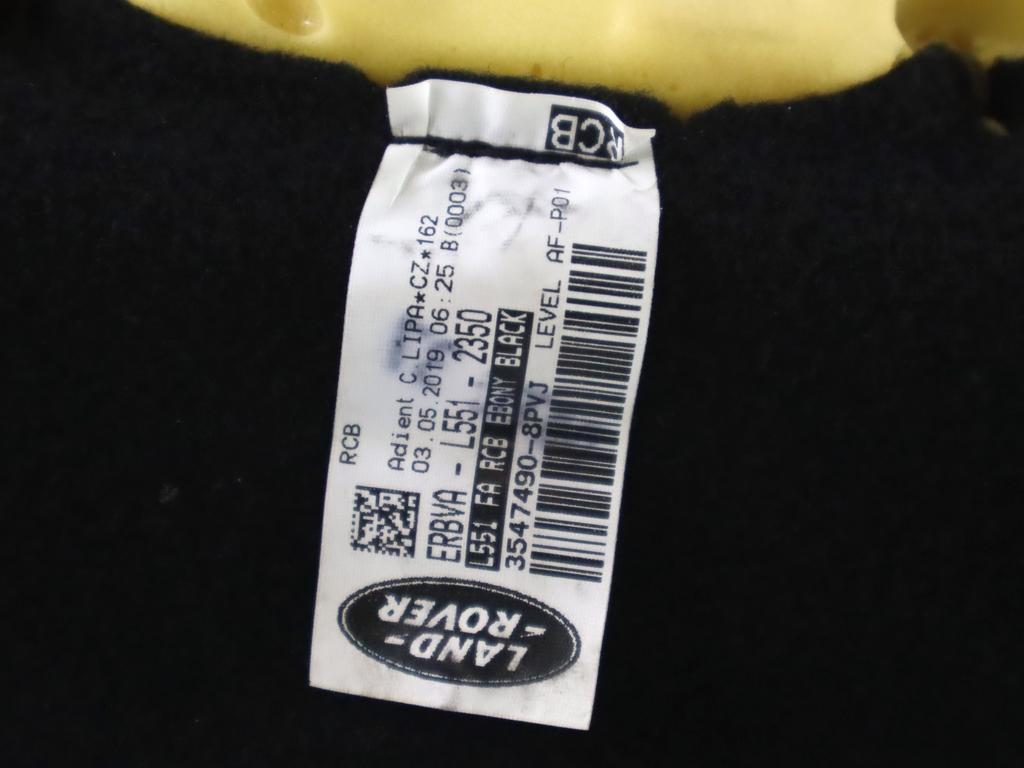 RCB
RCB
Adient C.LIPA*CZ*162
03.05.2019 06:25 B(0003)
ERBVA - L551 - 2350
L551 FA RCB EBONY BLACK
3547490-8PVJ
LEVEL AF-P01
LAND-
-ROVER